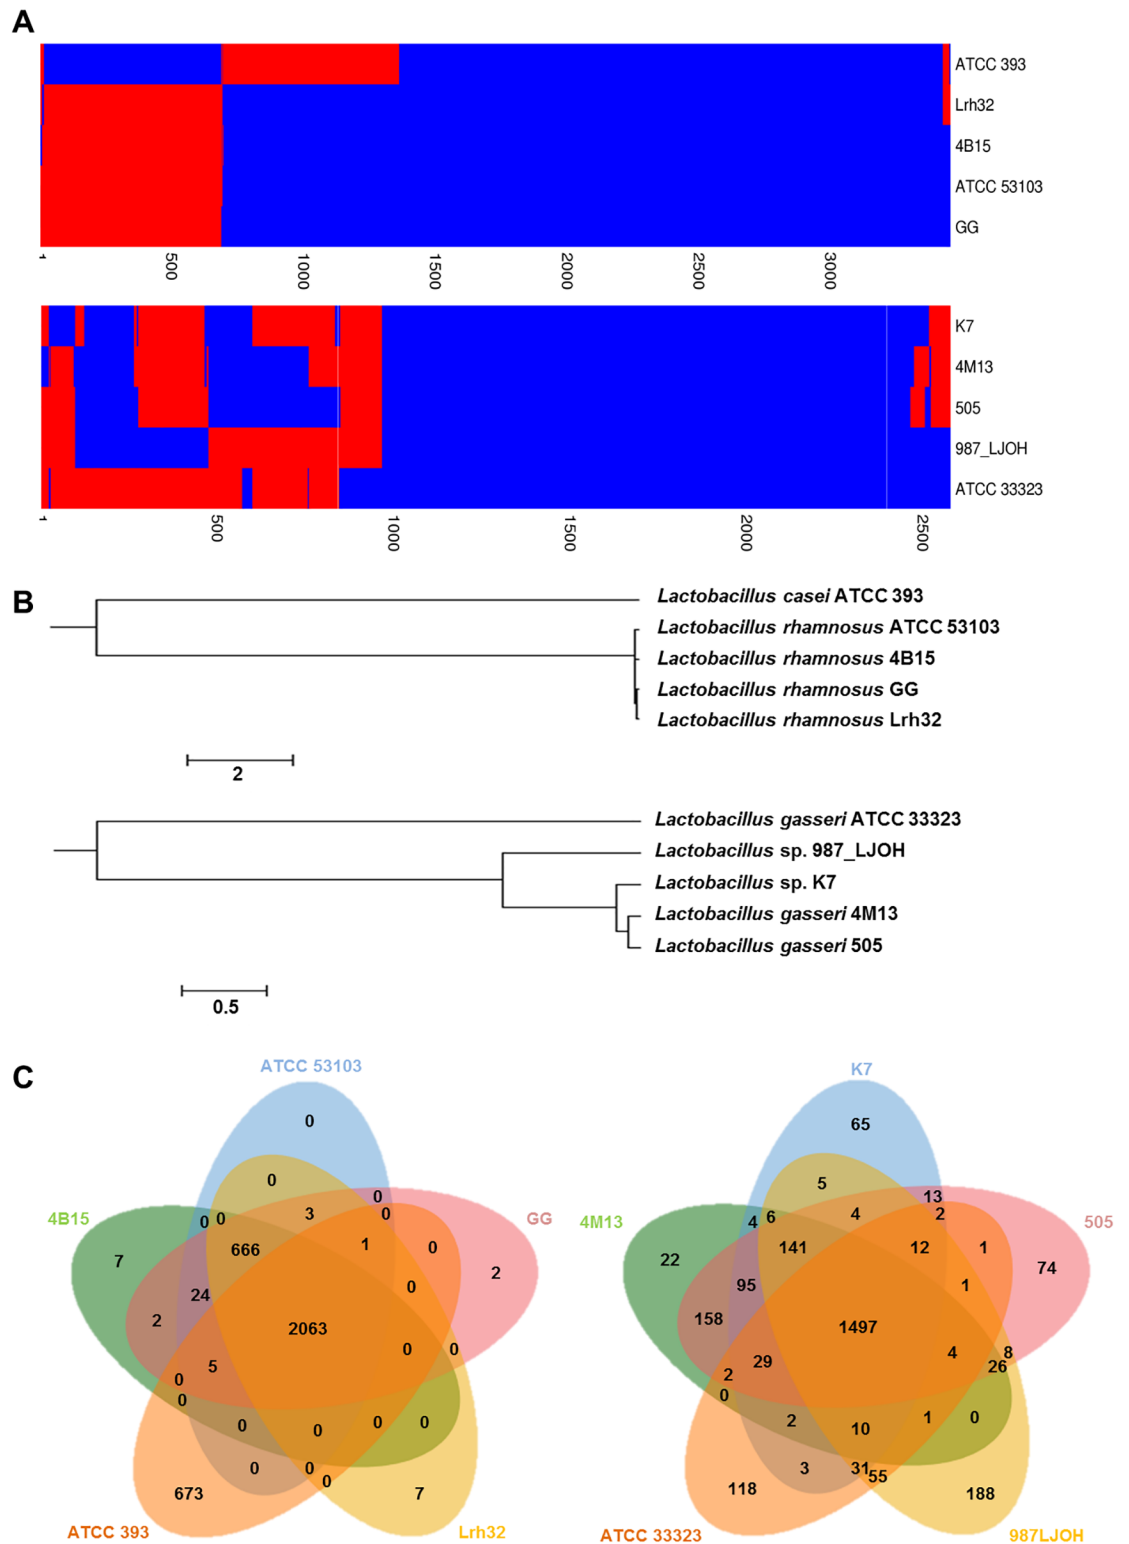 A
ATCC 393
Lrh32
4B15
ATCC 53103
GG
1 500 1000 1500 2000 2500 3000
K7
4M13
505
987_LJOH
ATCC 33323
1 500 1000 1500 2000 2500
B
Lactobacillus casei ATCC 393
Lactobacillus rhamnosus ATCC 53103
Lactobacillus rhamnosus 4B15
Lactobacillus rhamnosus GG
Lactobacillus rhamnosus Lrh32
2
Lactobacillus gasseri ATCC 33323
Lactobacillus sp. 987_LJOH
Lactobacillus sp. K7
Lactobacillus gasseri 4M13
Lactobacillus gasseri 505
0.5
C
ATCC 53103
0
0
0
4B15
0 0
3
0
GG
7
666
1
0
2
24
0
2
2063
0
0
5
0
0
0
0
0
0
0
0
0
673
7
ATCC 393
Lrh32
K7
65
5
13
4M13
4 6
4
2
505
22
141
12
1
74
95
1
158
1497
4
8
29
26
2
0
2
10
1
0
3
31
55
118
188
ATCC 33323
987LJOH